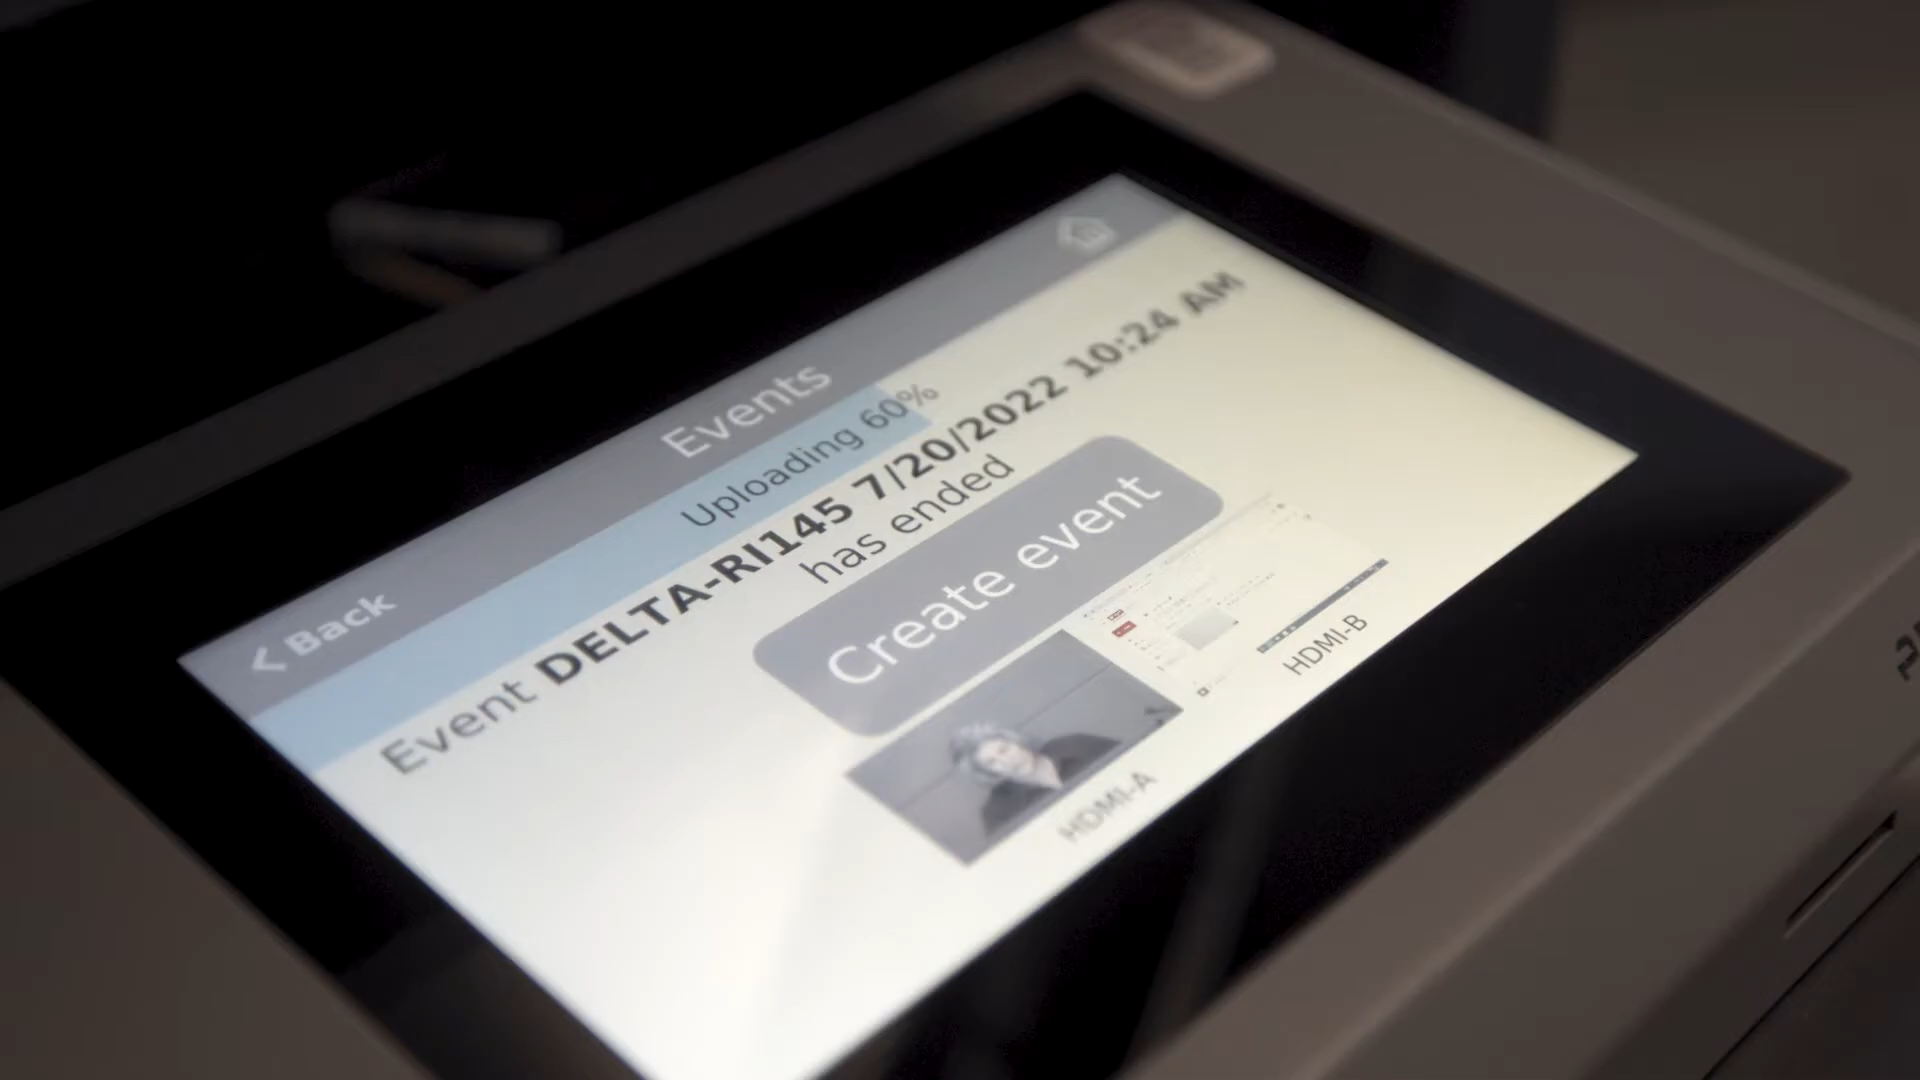 Back
Events
Uploading 60%
Event DELTA-RI145 7/20/2022 10:24 AM
has ended
Create event
HDMI-A
HDMI-B